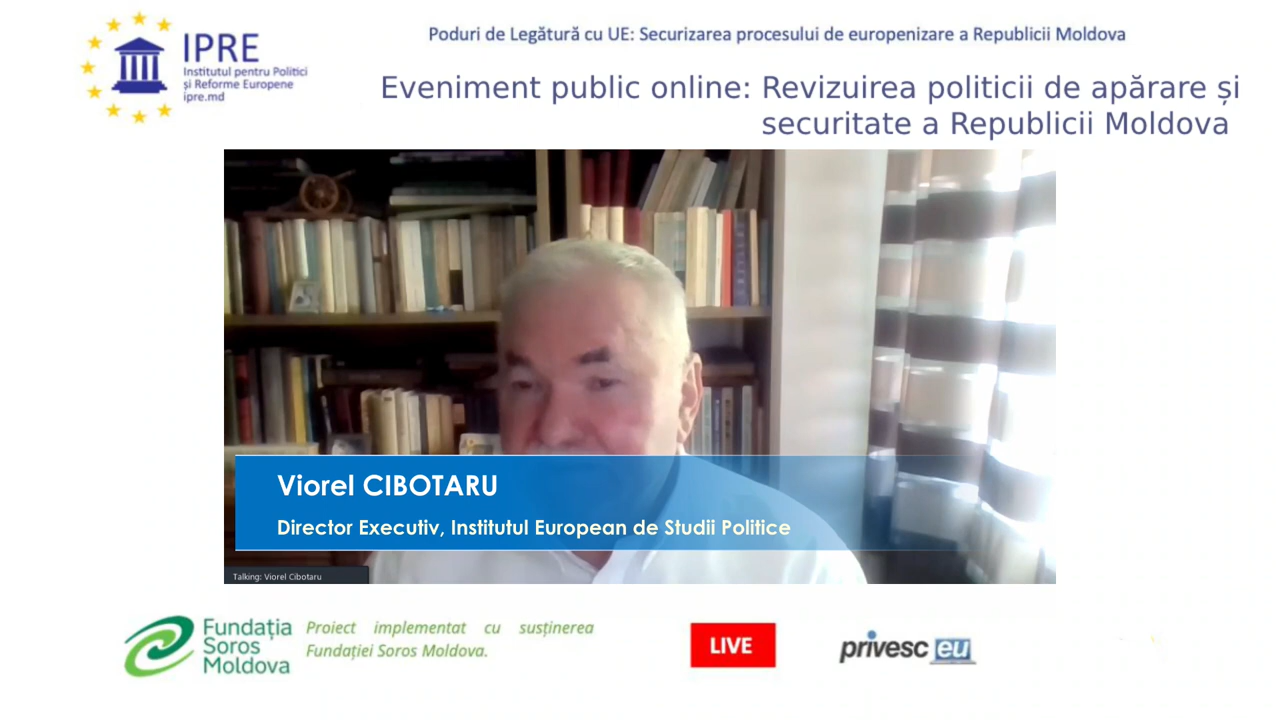 Poduri de Legătură cu UE: Securizarea procesului de europenizare a Republicii Moldova
IPRE
Institutul pentru Politici
și Reforme Europene
ipre.md
Eveniment public online: Revizuirea politicii de apărare și
securitate a Republicii Moldova
Viorel CIBOTARU
Director Executiv, Institutul European de Studii Politice
Talking: Viorel Cibotaru
Fundația
Soros
Moldova
Proiect implementat cu susținerea
Fundației Soros Moldova.
LIVE
privesc eu